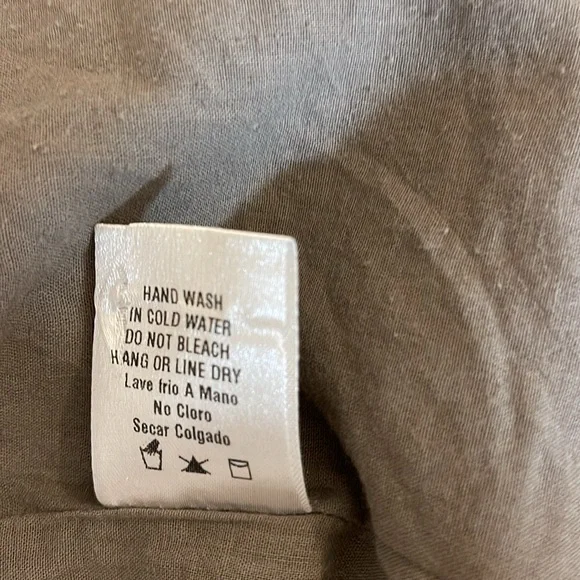 HAND WASH
IN COLD WATER
DO NOT BLEACH
HANG OR LINE DRY
Lave frio A Mano
No Cloro
Secar Colgado